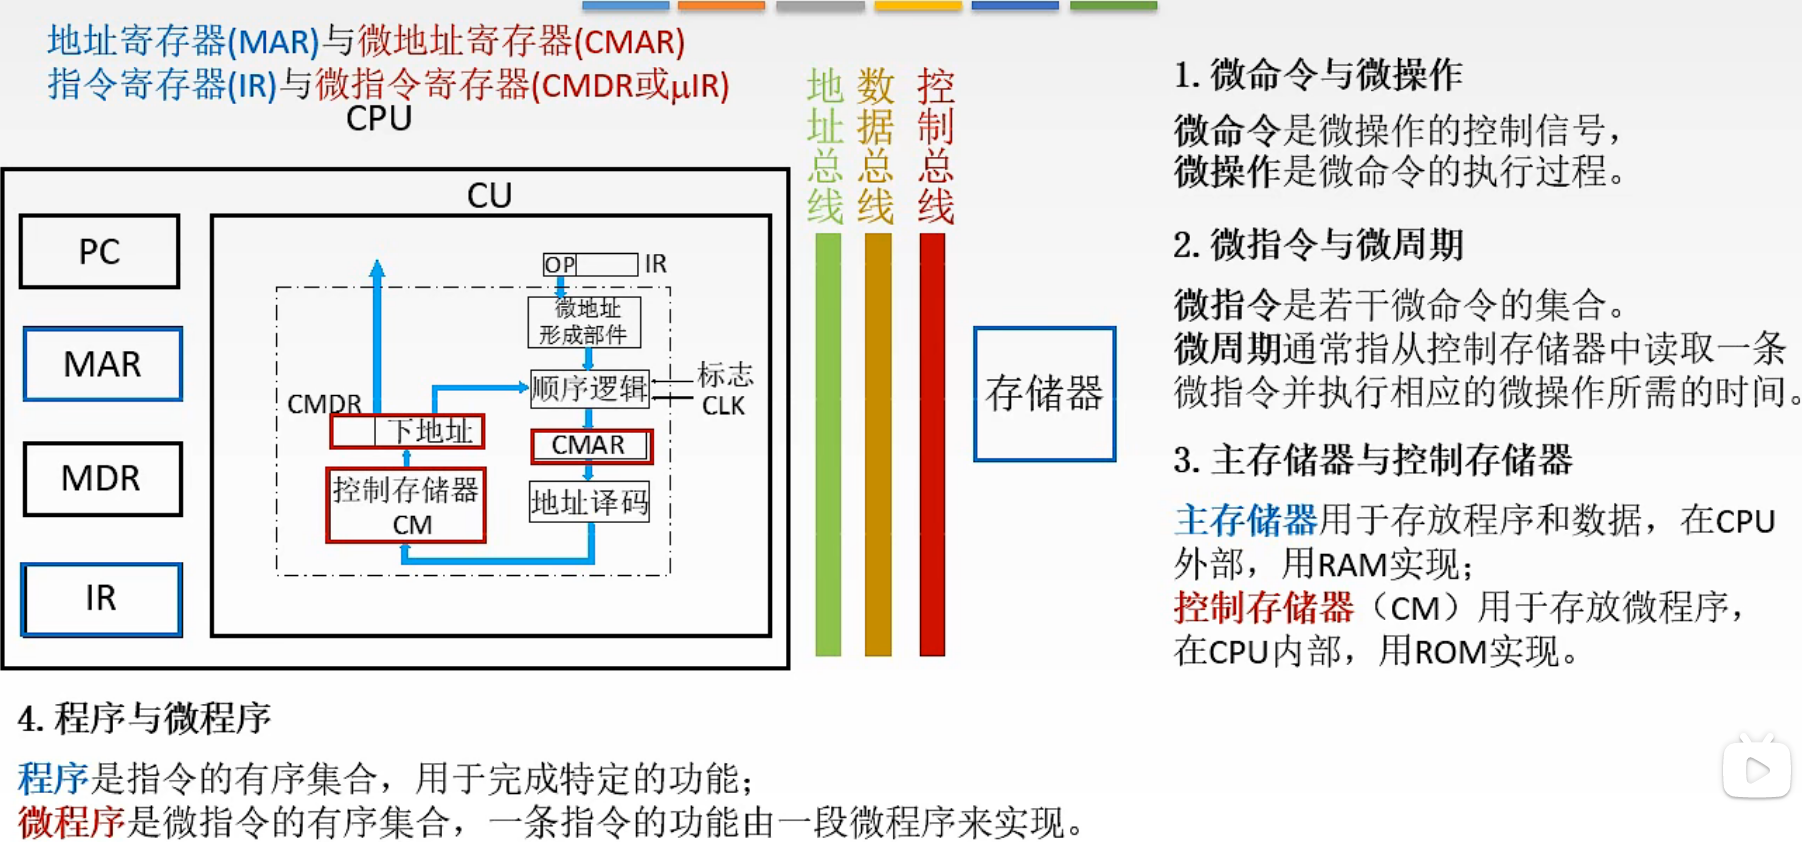 地址寄存器(MAR)与微地址寄存器(CMAR)
指令寄存器(IR)与微指令寄存器(CMDR或μIR)
CPU
CU
PC
MAR
MDR
IR
OP
IR
微地址
形成部件
顺序逻辑
标志
CLK
CMDR
下地址
CMAR
控制存储器
CM
地址译码
地址总线
数据总线
控制总线
存储器
1. 微命令与微操作
微命令是微操作的控制信号，
微操作是微命令的执行过程。
2. 微指令与微周期
微指令是若干微命令的集合。
微周期通常指从控制存储器中读取一条
微指令并执行相应的微操作所需的时间。
3. 主存储器与控制存储器
主存储器用于存放程序和数据，在CPU
外部，用RAM实现；
控制存储器（CM）用于存放微程序，
在CPU内部，用ROM实现。
4. 程序与微程序
程序是指令的有序集合，用于完成特定的功能；
微程序是微指令的有序集合，一条指令的功能由一段微程序来实现。